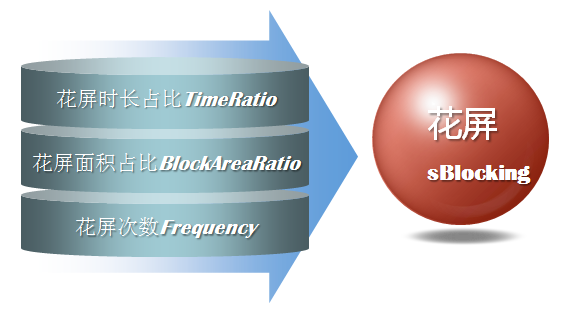 花屏时长占比TimeRatio
花屏面积占比BlockAreaRatio
花屏次数Frequency
花屏
sBlocking